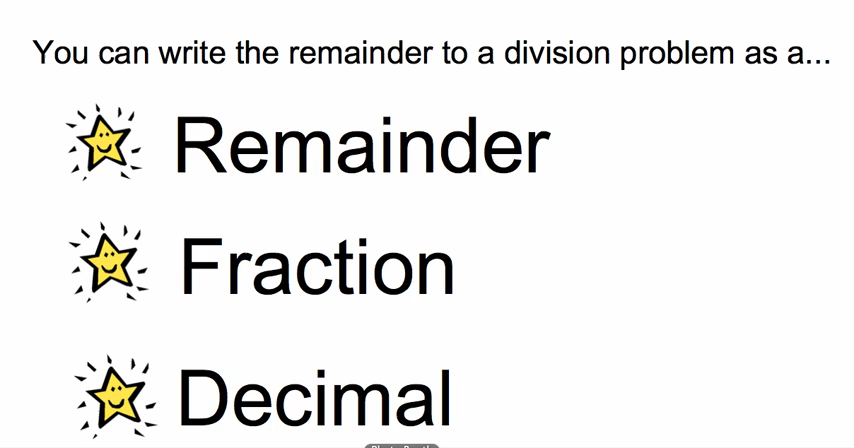 You can write the remainder to a division problem as a...
Remainder
Fraction
Decimal